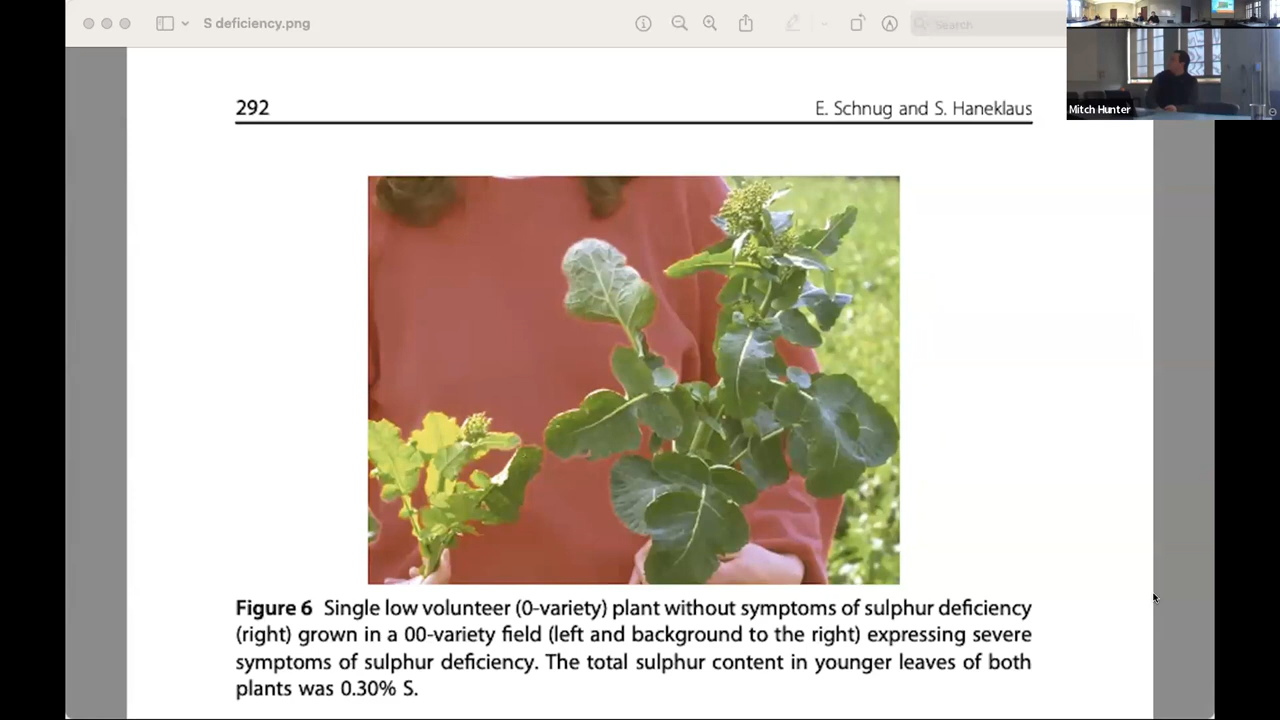 S deficiency.png
Search
Mitch Hunter
292
E. Schnug and S. Haneklaus
Figure 6 Single low volunteer (0-variety) plant without symptoms of sulphur deficiency
(right) grown in a 00-variety field (left and background to the right) expressing severe
symptoms of sulphur deficiency. The total sulphur content in younger leaves of both
plants was 0.30% S.